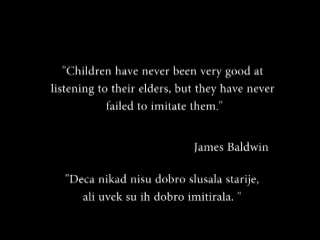 "Children have never been very good at
listening to their elders, but they have never
failed to imitate them."
James Baldwin
"Deca nikad nisu dobro slusala starije,
ali uvek su ih dobro imitirala. "